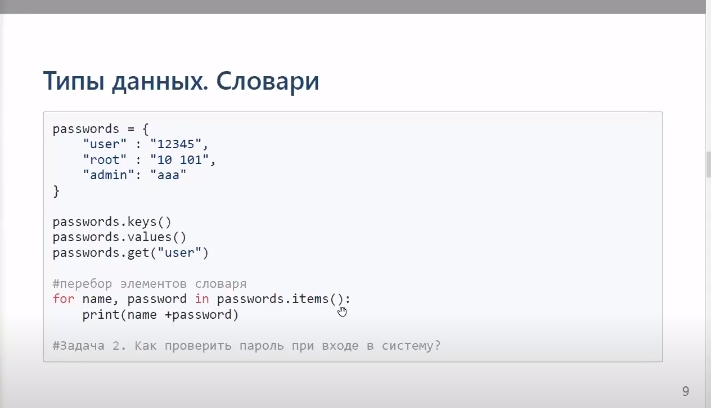 Типы данных. Словари
passwords = {
    "user" : "12345",
    "root" : "10 101",
    "admin": "aaa"
}
passwords.keys()
passwords.values()
passwords.get("user")
#перебор элементов словаря
for name, password in passwords.items():
    print(name +password)
#Задача 2. Как проверить пароль при входе в систему?
9